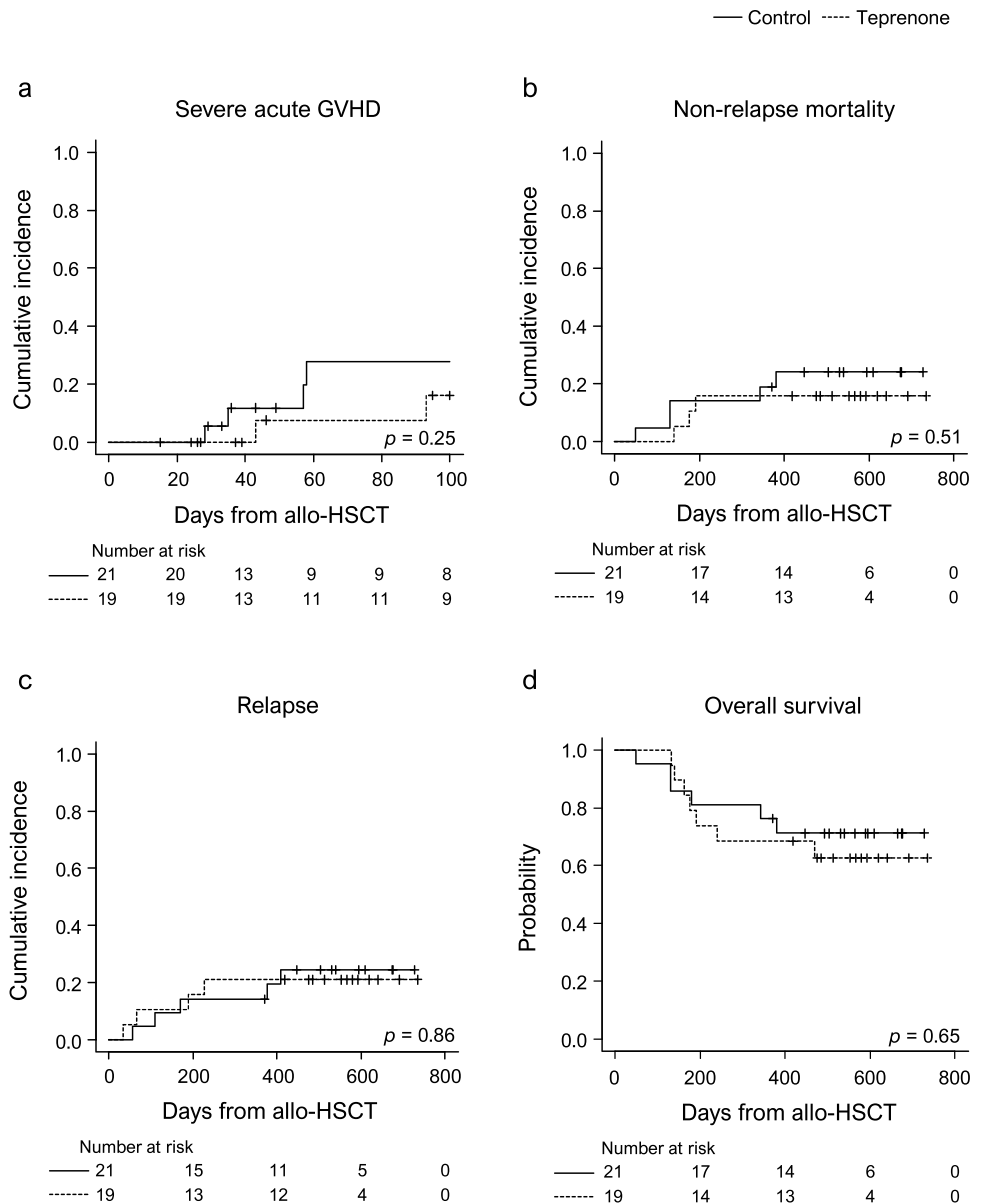 Control Teprenone
a
Severe acute GVHD
Cumulative incidence
1.0
0.8
0.6
0.4
0.2
0.0
p = 0.25
0 20 40 60 80 100
Days from allo-HSCT
Number at risk
21 20 13 9 9 8
19 19 13 11 11 9
b
Non-relapse mortality
Cumulative incidence
1.0
0.8
0.6
0.4
0.2
0.0
p = 0.51
0 200 400 600 800
Days from allo-HSCT
Number at risk
21 17 14 6 0
19 14 13 4 0
c
Relapse
Cumulative incidence
1.0
0.8
0.6
0.4
0.2
0.0
p = 0.86
0 200 400 600 800
Days from allo-HSCT
Number at risk
21 15 11 5 0
19 13 12 4 0
d
Overall survival
Probability
1.0
0.8
0.6
0.4
0.2
0.0
p = 0.65
0 200 400 600 800
Days from allo-HSCT
Number at risk
21 17 14 6 0
19 14 13 4 0